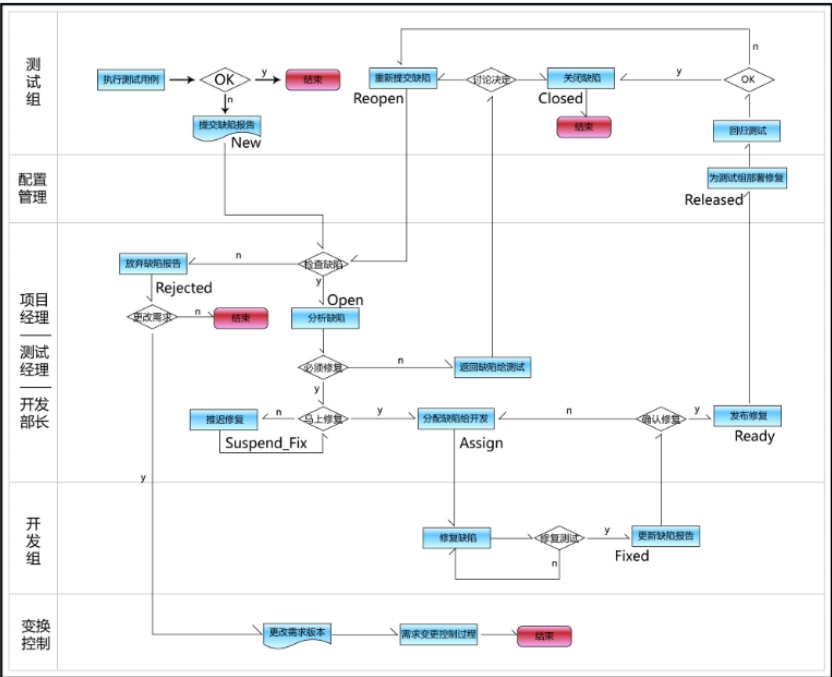 测
试
组
执行测试用例
OK
y
结束
n
提交缺陷报告
New
重新提交缺陷
Reopen
讨论决定
关闭缺陷
Closed
结束
y
OK
n
回归测试
配置
管理
为测试组部署修复
Released
项目
经理
测试
经理
开发
部长
放弃缺陷报告
n
检查缺陷
y
Rejected
Open
更改需求
n
结束
分析缺陷
必须修复
n
返回缺陷给测试
y
推迟修复
n
马上修复
y
分配缺陷给开发
n
确认修复
y
发布修复
Suspend_Fix
Assign
Ready
y
开
发
组
修复缺陷
修复测试
y
更新缺陷报告
n
Fixed
变换
控制
更改需求版本
需求变更控制过程
结束